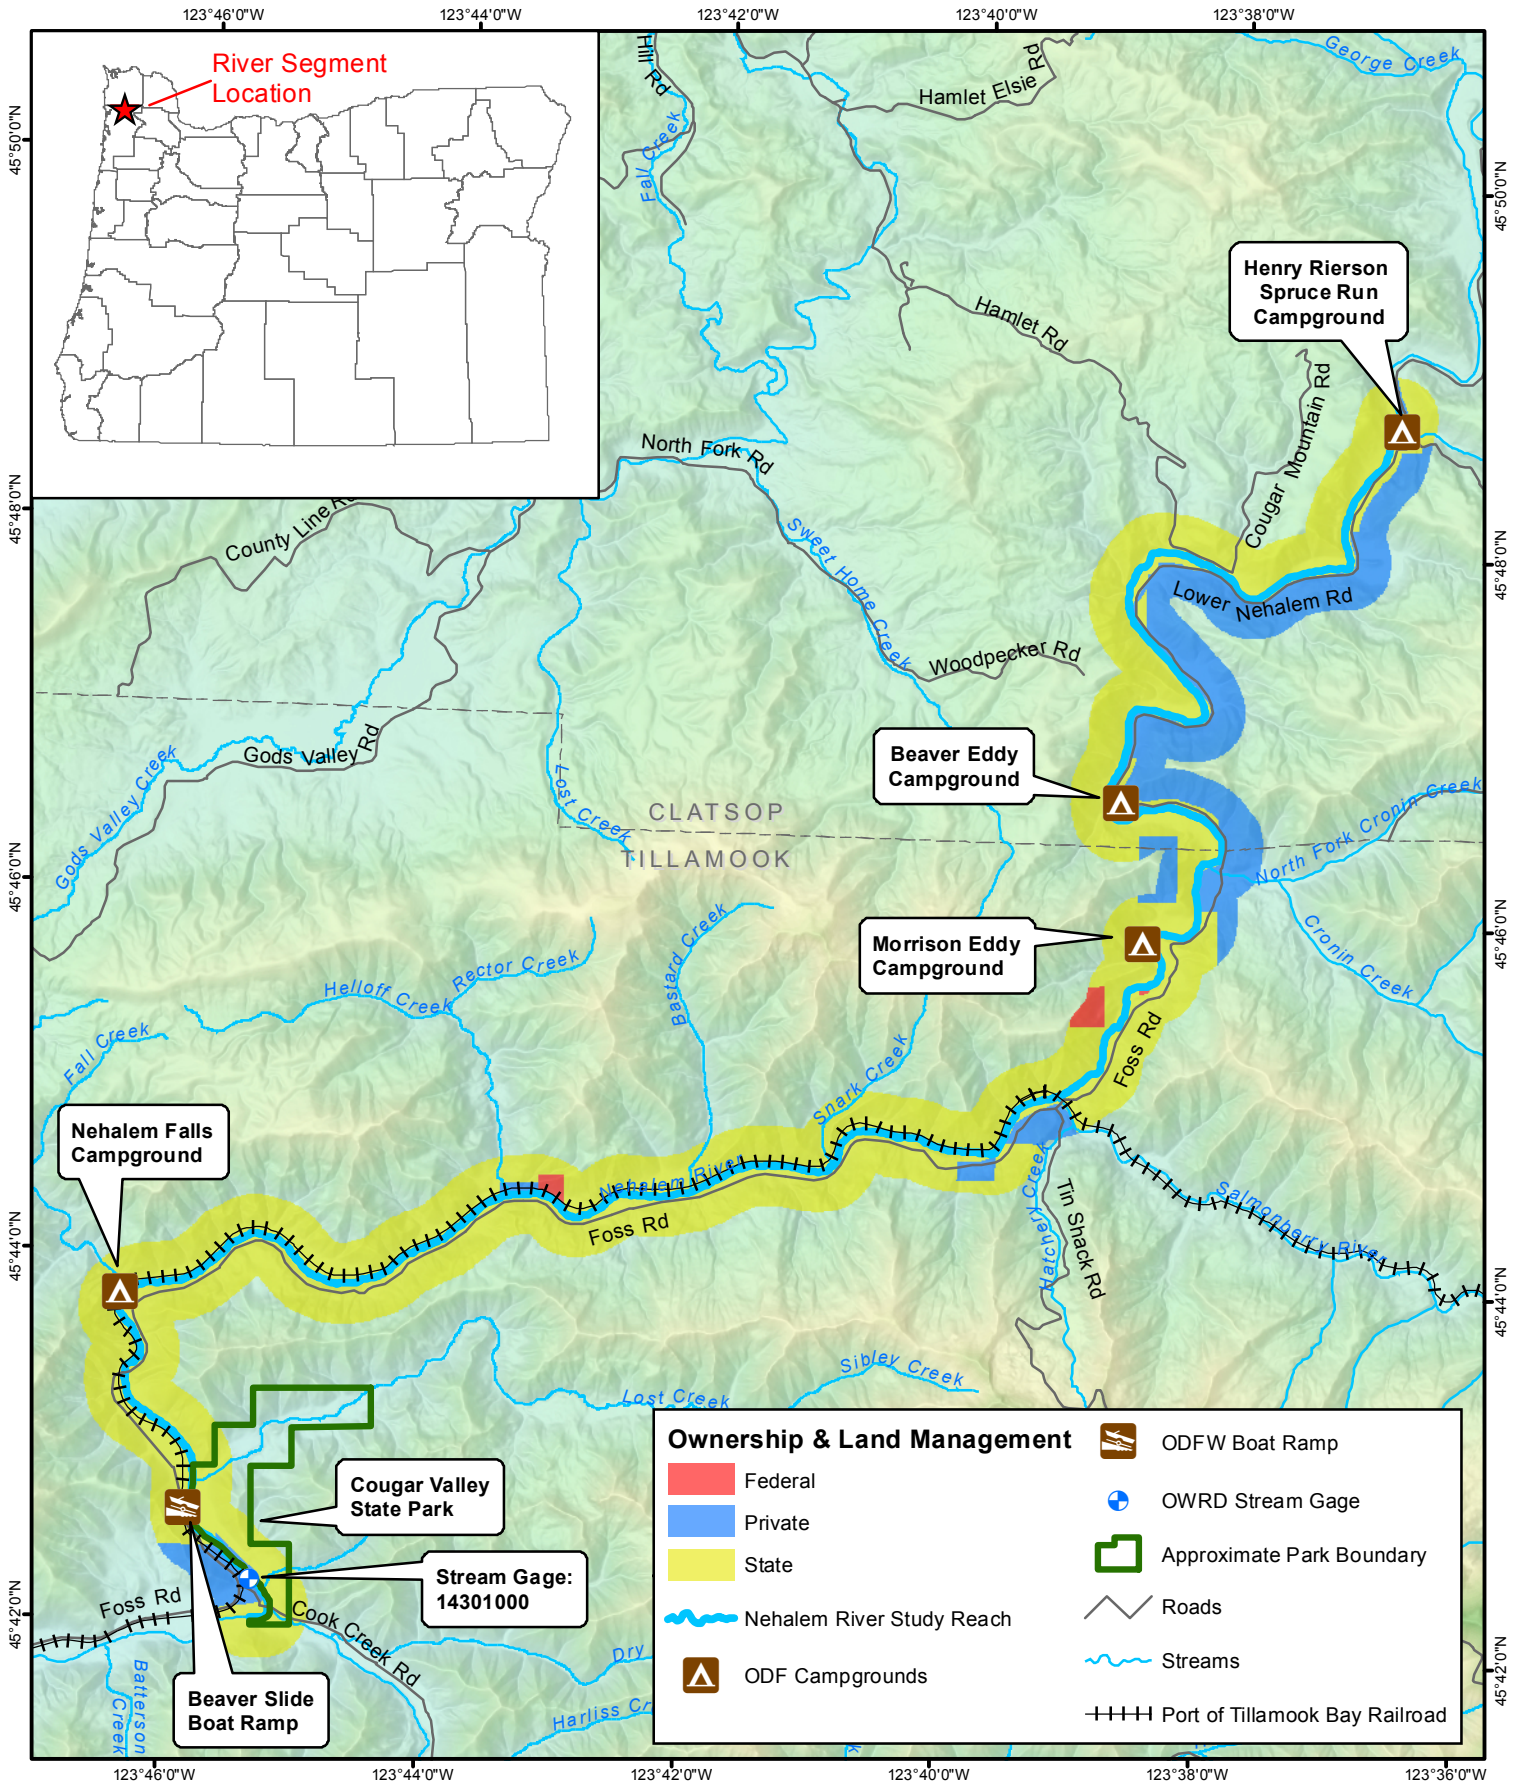 123°46'0"W
123°44'0"W
123°42'0"W
123°40'0"W
123°38'0"W
River Segment
Location
45°50'0"N
45°48'0"N
45°46'0"N
45°44'0"N
45°42'0"N
45°50'0"N
45°48'0"N
45°46'0"N
45°44'0"N
45°42'0"N
Hill Rd
Fall Creek
Hamlet Elsie Rd
George Creek
Henry Rierson
Spruce Run
Campground
Hamlet Rd
Cougar Mountain Rd
North Fork Rd
County Line Rd
Sweet Home Creek
Lower Nehalem Rd
Woodpecker Rd
Gods Valley Rd
Gods Valley Creek
Lost Creek
Beaver Eddy
Campground
CLATSOP
TILLAMOOK
North Fork Cronin Creek
Cronin Creek
Morrison Eddy
Campground
Bastard Creek
Rector Creek
Helloff Creek
Fall Creek
Snark Creek
Foss Rd
Nehalem Falls
Campground
Nehalem River
Foss Rd
Hatchery Creek
Tin Shack Rd
Salmonberry River
Sibley Creek
Lost Creek
Cougar Valley
State Park
Stream Gage:
14301000
Foss Rd
Cook Creek Rd
Beaver Slide
Boat Ramp
Batterson
Creek
Dry
Harliss Cr
Ownership & Land Management
Federal
Private
State
Nehalem River Study Reach
ODF Campgrounds
ODFW Boat Ramp
OWRD Stream Gage
Approximate Park Boundary
Roads
Streams
Port of Tillamook Bay Railroad
123°46'0"W
123°44'0"W
123°42'0"W
123°40'0"W
123°38'0"W
123°36'0"W